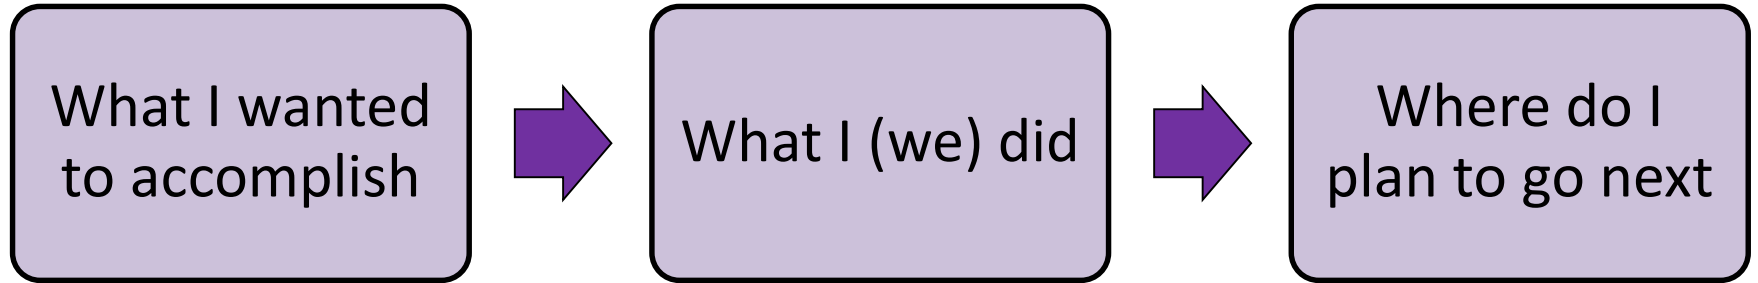 What I wanted
to accomplish
What I (we) did
Where do I
plan to go next